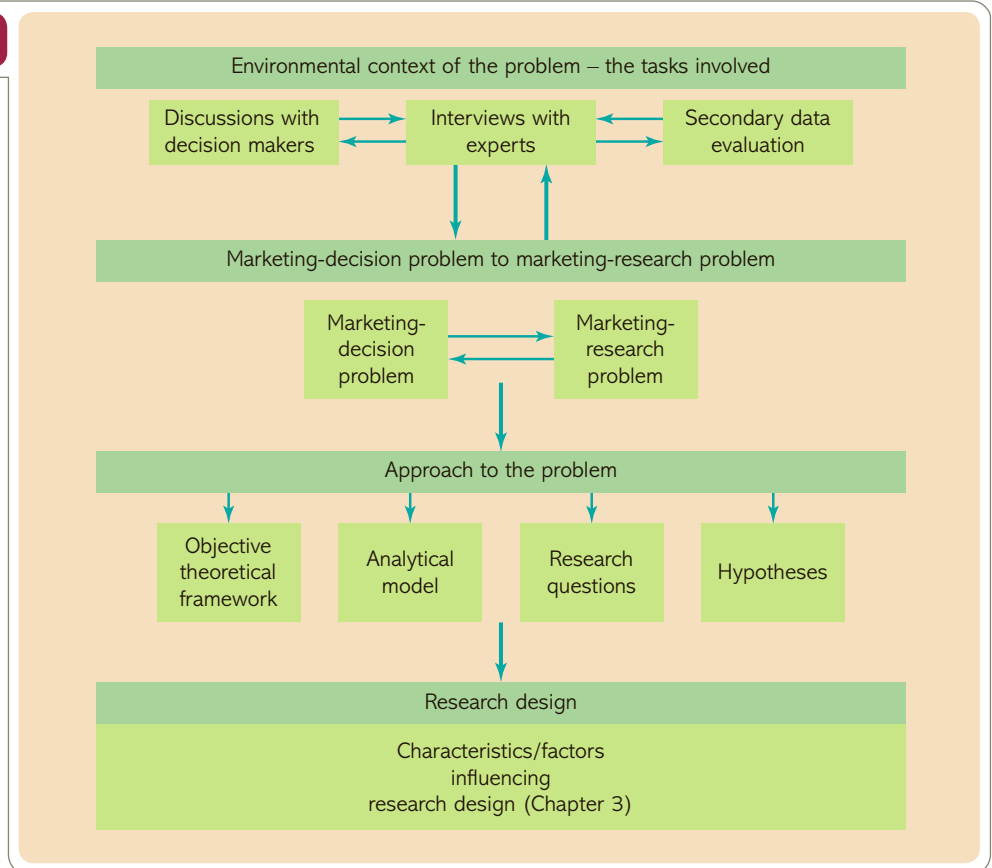 Environmental context of the problem – the tasks involved
Discussions with
decision makers
Interviews with
experts
Secondary data
evaluation
Marketing-decision problem to marketing-research problem
Marketing-
decision
problem
Marketing-
research
problem
Approach to the problem
Objective
theoretical
framework
Analytical
model
Research
questions
Hypotheses
Research design
Characteristics/factors
influencing
research design (Chapter 3)